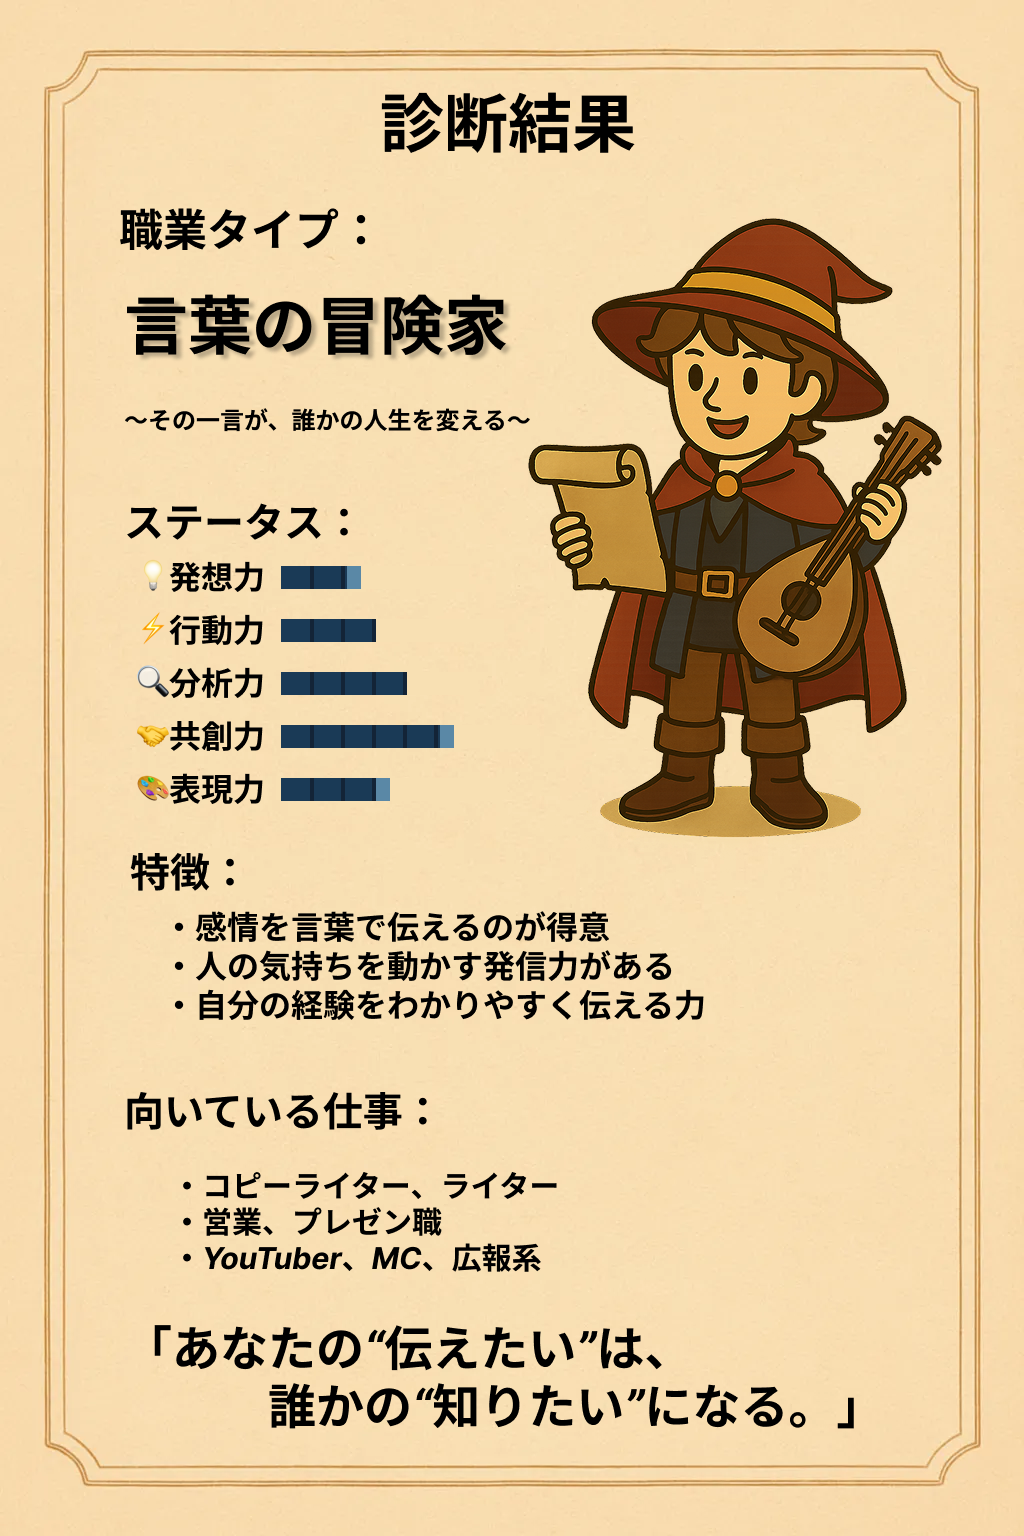 診断結果
職業タイプ：
言葉の冒険家
〜その一言が、誰かの人生を変える〜
ステータス：
💡発想力
⚡行動力
🔍分析力
🤝共創力
🎨表現力
特徴：
・感情を言葉で伝えるのが得意
・人の気持ちを動かす発信力がある
・自分の経験をわかりやすく伝える力
向いている仕事：
・コピーライター、ライター
・営業、プレゼン職
・YouTuber、MC、広報系
「あなたの“伝えたい”は、
誰かの“知りたい”になる。」